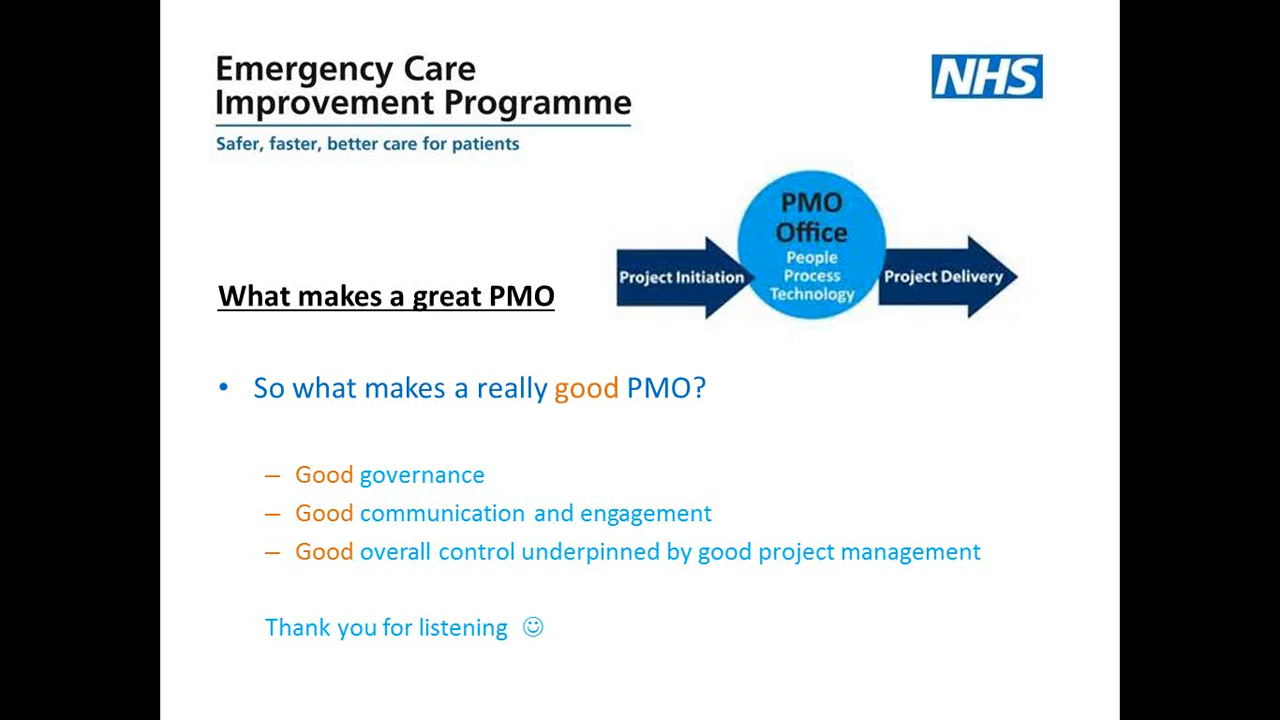 Emergency Care
Improvement Programme
NHS
Safer, faster, better care for patients
PMO
Office
People
Process
Technology
Project Initiation
Project Delivery
What makes a great PMO
• So what makes a really good PMO?
– Good governance
– Good communication and engagement
– Good overall control underpinned by good project management
Thank you for listening ☺